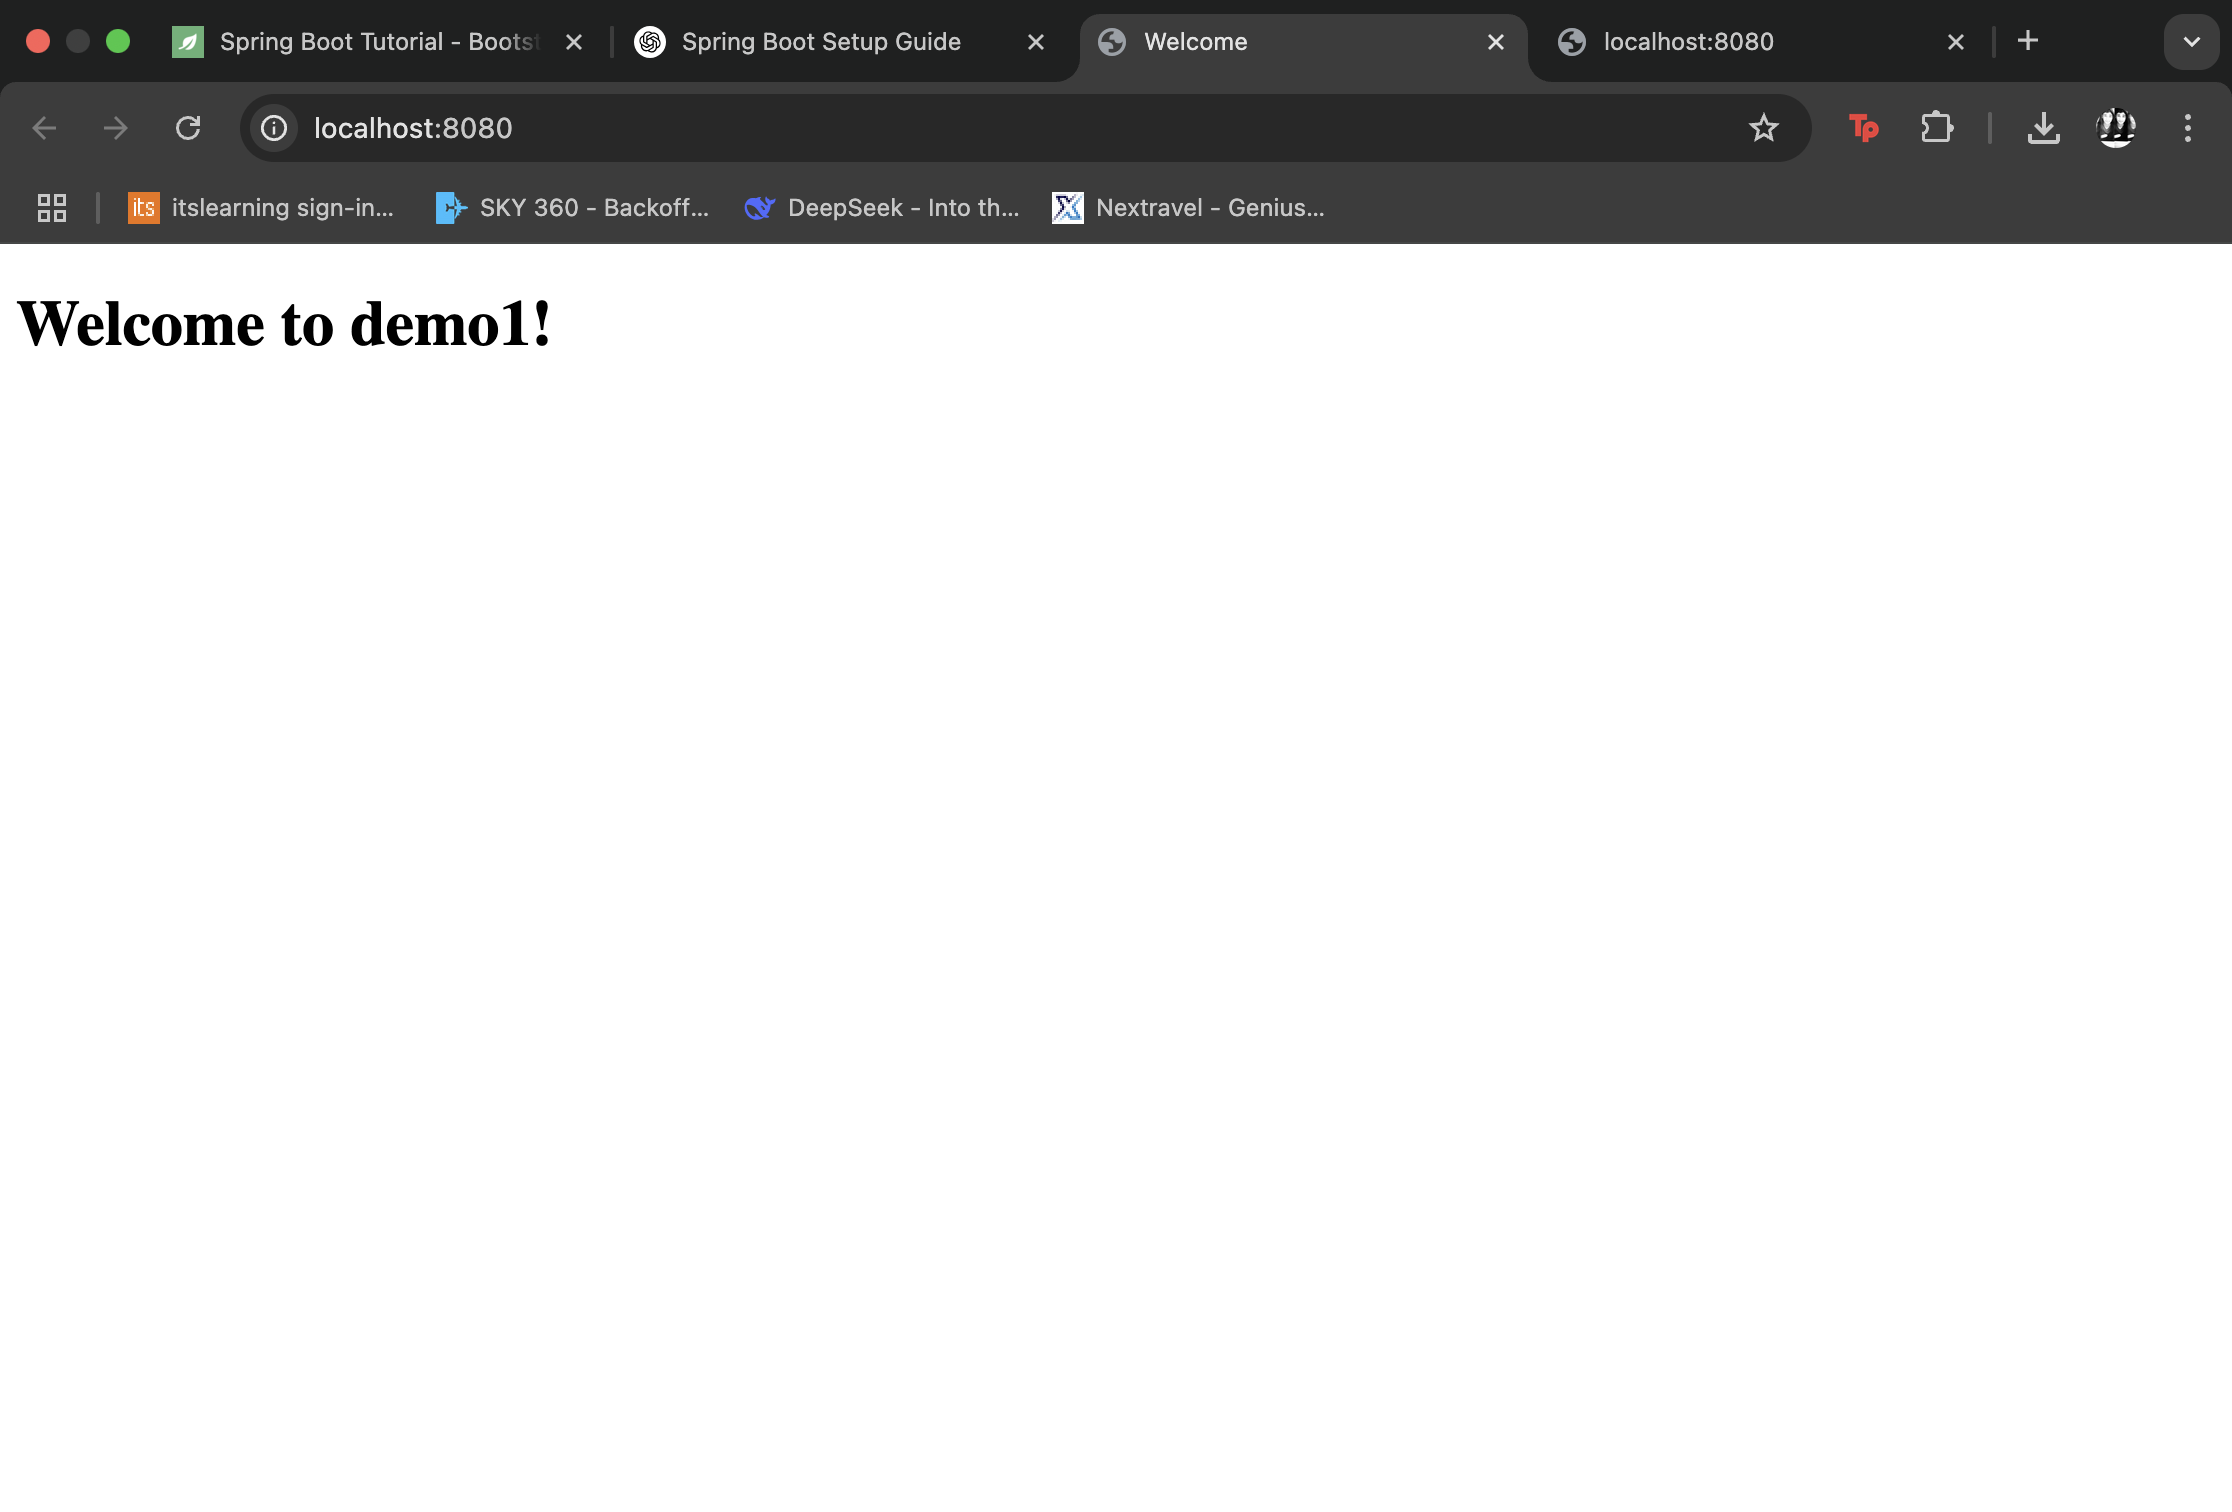 Spring Boot Tutorial - Bootst
Spring Boot Setup Guide
Welcome
localhost:8080
localhost:8080
Tp
its
itslearning sign-in...
SKY 360 - Backoff...
DeepSeek - Into th...
Nextravel - Genius...
Welcome to demo1!